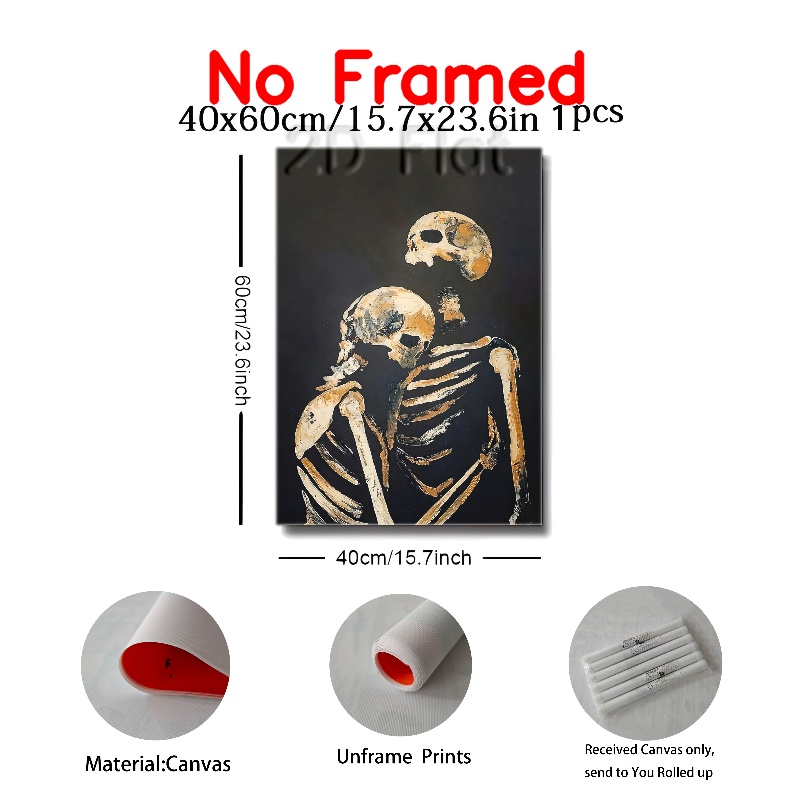 No Framed
40x60cm/15.7x23.6in 1pcs
2D Flat
60cm/23.6inch
40cm/15.7inch
Material:Canvas
Unframe Prints
Received Canvas only,
send to You Rolled up